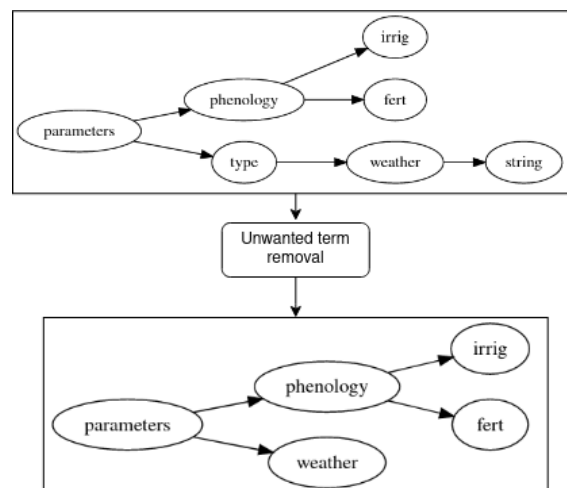 irrig
phenology
fert
parameters
type
weather
string
Unwanted term
removal
irrig
phenology
parameters
fert
weather